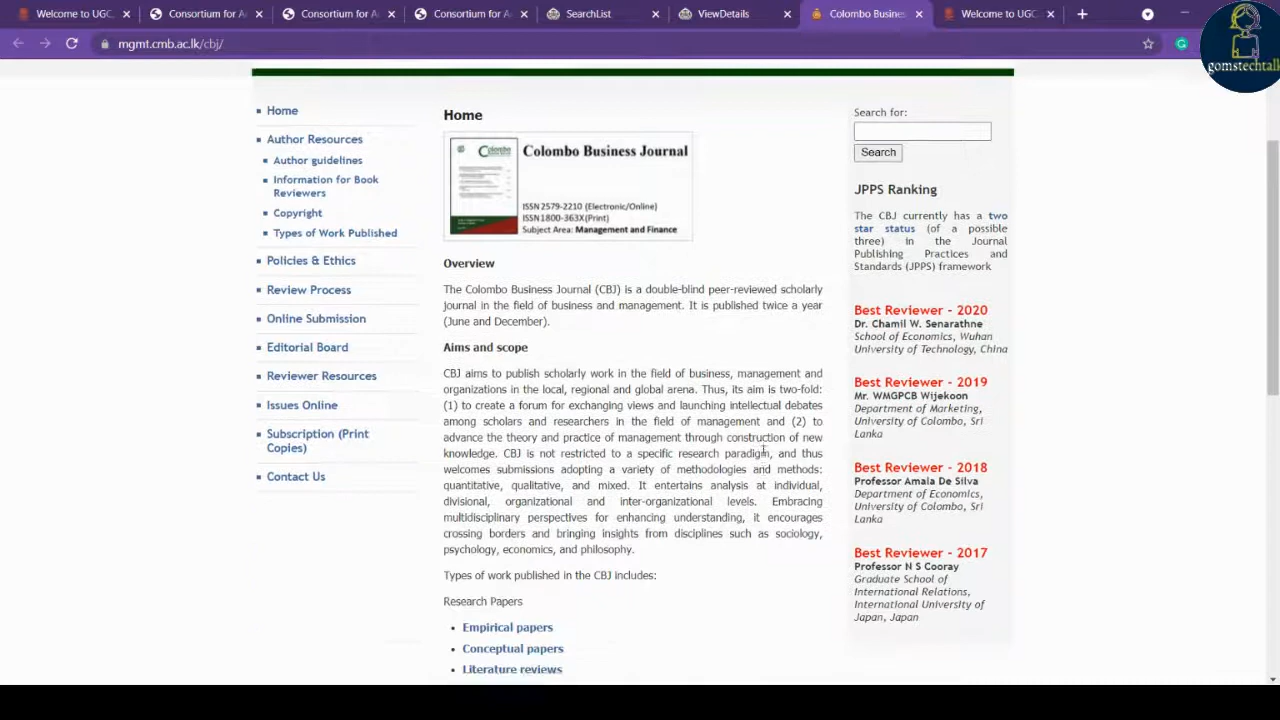 Welcome to UGC,
Consortium for Ac
Consortium for Ac
Consortium for Ac
SearchList
ViewDetails
Colombo Busines
Welcome to UGC
mgmt.cmb.ac.lk/cbj/
gomstechtalk
Home
Author Resources
Author guidelines
Information for Book
Reviewers
Copyright
Types of Work Published
Policies & Ethics
Review Process
Online Submission
Editorial Board
Reviewer Resources
Issues Online
Subscription (Print
Copies)
Contact Us
Home
Colombo Business Journal
ISSN 2579-2210 (Electronic/Online)
ISSN 1800-363X(Print)
Subject Area: Management and Finance
Overview
The Colombo Business Journal (CBJ) is a double-blind peer-reviewed scholarly
journal in the field of business and management. It is published twice a year
(June and December).
Aims and scope
CBJ aims to publish scholarly work in the field of business, management and
organizations in the local, regional and global arena. Thus, its aim is two-fold:
(1) to create a forum for exchanging views and launching intellectual debates
among scholars and researchers in the field of management and (2) to
advance the theory and practice of management through construction of new
knowledge. CBJ is not restricted to a specific research paradigm, and thus
welcomes submissions adopting a variety of methodologies and methods:
quantitative, qualitative, and mixed. It entertains analysis at individual,
divisional, organizational and inter-organizational levels. Embracing
multidisciplinary perspectives for enhancing understanding, it encourages
crossing borders and bringing insights from disciplines such as sociology,
psychology, economics, and philosophy.
Types of work published in the CBJ includes:
Research Papers
Empirical papers
Conceptual papers
Literature reviews
Search for:
Search
JPPS Ranking
The CBJ currently has a two
star status (of a possible
three) in the Journal
Publishing Practices and
Standards (JPPS) framework
Best Reviewer - 2020
Dr. Chamil W. Senarathne
School of Economics, Wuhan
University of Technology, China
Best Reviewer - 2019
Mr. WMGPCB Wijekoon
Department of Marketing,
University of Colombo, Sri
Lanka
Best Reviewer - 2018
Professor Amala De Silva
Department of Economics,
University of Colombo, Sri
Lanka
Best Reviewer - 2017
Professor N S Cooray
Graduate School of
International Relations,
International University of
Japan, Japan